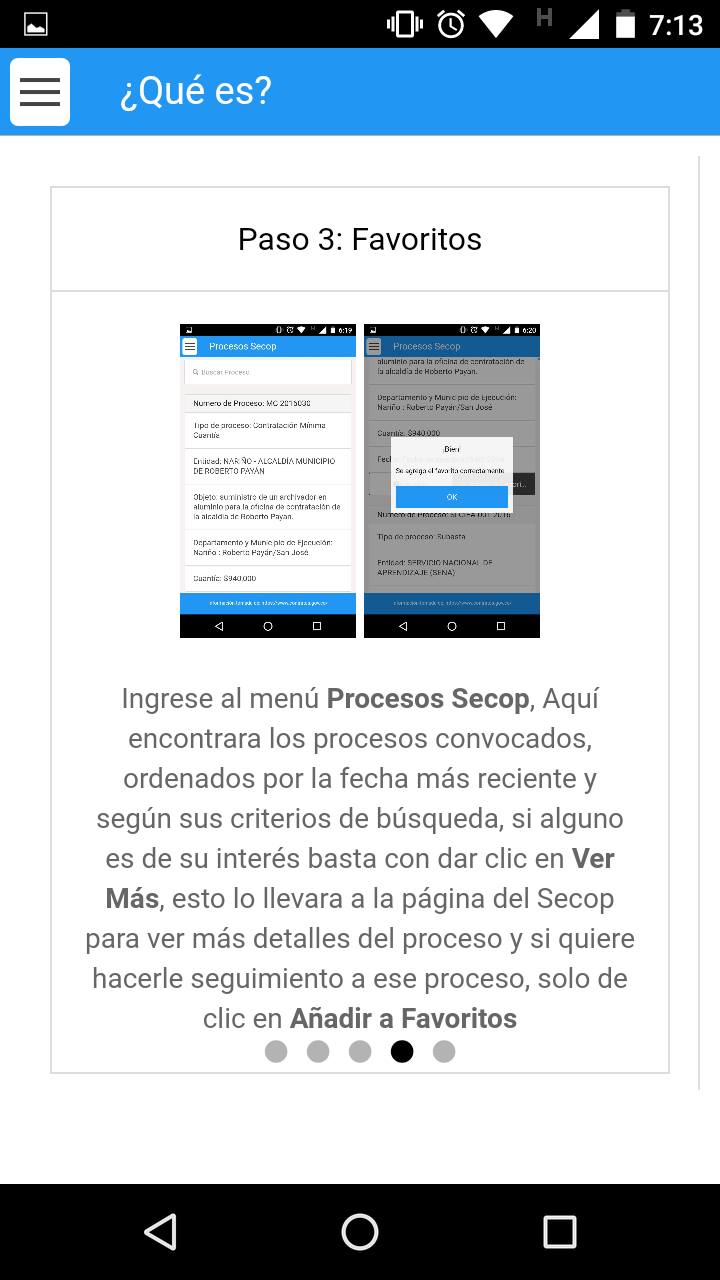 H
7:13
¿Qué es?
Paso 3: Favoritos
6:19
Procesos Secop
Buscar Proceso
Numero de Proceso: MC 2016030
Tipo de proceso: Contratación Mínima
Cuantía
Entidad: NARIÑO - ALCALDÍA MUNICIPIO
DE ROBERTO PAYÁN
Objeto: suministro de un archivador en
aluminio para la oficina de contratación de
la alcaldía de Roberto Payan.
Departamento y Municipio de Ejecución:
Nariño : Roberto Payán/San José
Cuantía: $940,000
6:20
Procesos Secop
aluminio para la oficina de contratación de
la alcaldía de Roberto Payan.
Departamento y Municipio de Ejecución:
Nariño : Roberto Payán/San José
Cuantía: $940,000
¡Bien!
Se agrego el favorito correctamente
OK
Tipo de proceso: Subasta
Entidad: SERVICIO NACIONAL DE
APRENDIZAJE (SENA)
Ingrese al menú Procesos Secop, Aquí
encontrara los procesos convocados,
ordenados por la fecha más reciente y
según sus criterios de búsqueda, si alguno
es de su interés basta con dar clic en Ver
Más, esto lo llevara a la página del Secop
para ver más detalles del proceso y si quiere
hacerle seguimiento a ese proceso, solo de
clic en Añadir a Favoritos